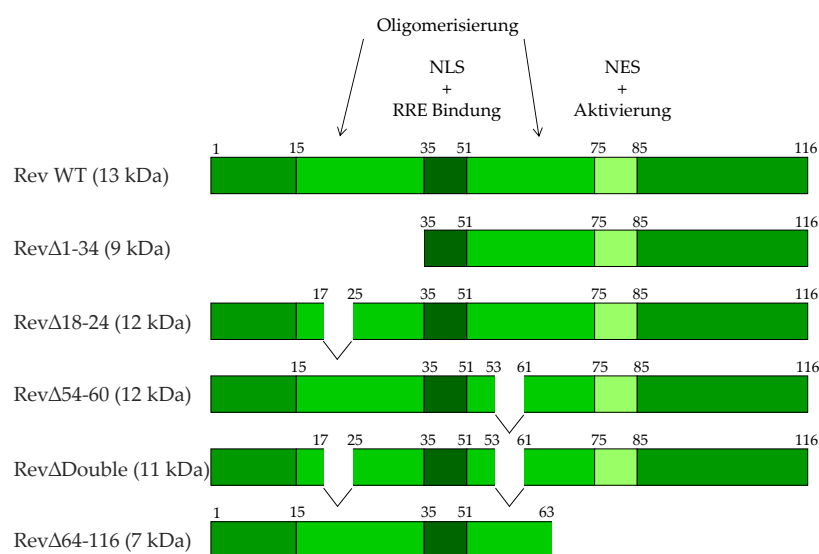 Oligomerisierung
NLS NES
+ +
RRE Bindung Aktivierung
1 15 35 51 75 85 116
Rev WT (13 kDa)
35 51 75 85 116
RevΔ1-34 (9 kDa)
17 25 35 51 75 85 116
RevΔ18-24 (12 kDa)
15 35 51 53 61 75 85 116
RevΔ54-60 (12 kDa)
17 25 35 51 53 61 75 85 116
RevΔDouble (11 kDa)
1 15 35 51 63
RevΔ64-116 (7 kDa)